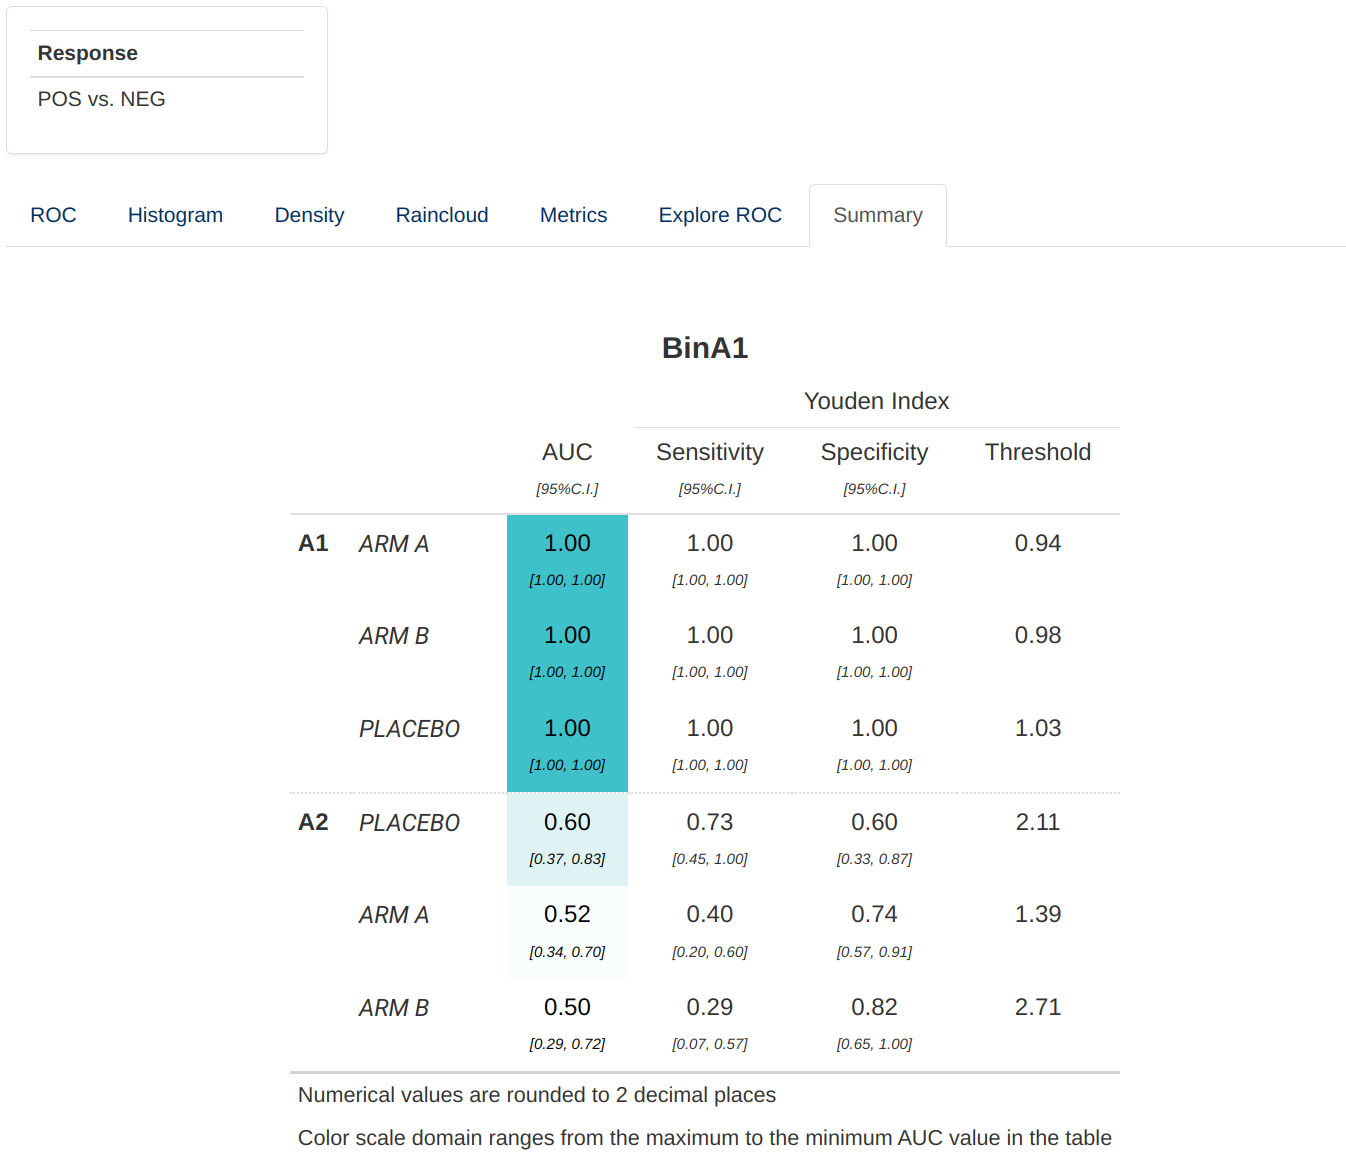 Response
POS vs. NEG
ROC Histogram Density Raincloud Metrics Explore ROC Summary
BinA1
Youden Index
AUC Sensitivity Specificity Threshold
[95%C.I.] [95%C.I.] [95%C.I.]
A1 ARM A 1.00 1.00 1.00 0.94
[1.00, 1.00] [1.00, 1.00] [1.00, 1.00]
ARM B 1.00 1.00 1.00 0.98
[1.00, 1.00] [1.00, 1.00] [1.00, 1.00]
PLACEBO 1.00 1.00 1.00 1.03
[1.00, 1.00] [1.00, 1.00] [1.00, 1.00]
A2 PLACEBO 0.60 0.73 0.60 2.11
[0.37, 0.83] [0.45, 1.00] [0.33, 0.87]
ARM A 0.52 0.40 0.74 1.39
[0.34, 0.70] [0.20, 0.60] [0.57, 0.91]
ARM B 0.50 0.29 0.82 2.71
[0.29, 0.72] [0.07, 0.57] [0.65, 1.00]
Numerical values are rounded to 2 decimal places
Color scale domain ranges from the maximum to the minimum AUC value in the table